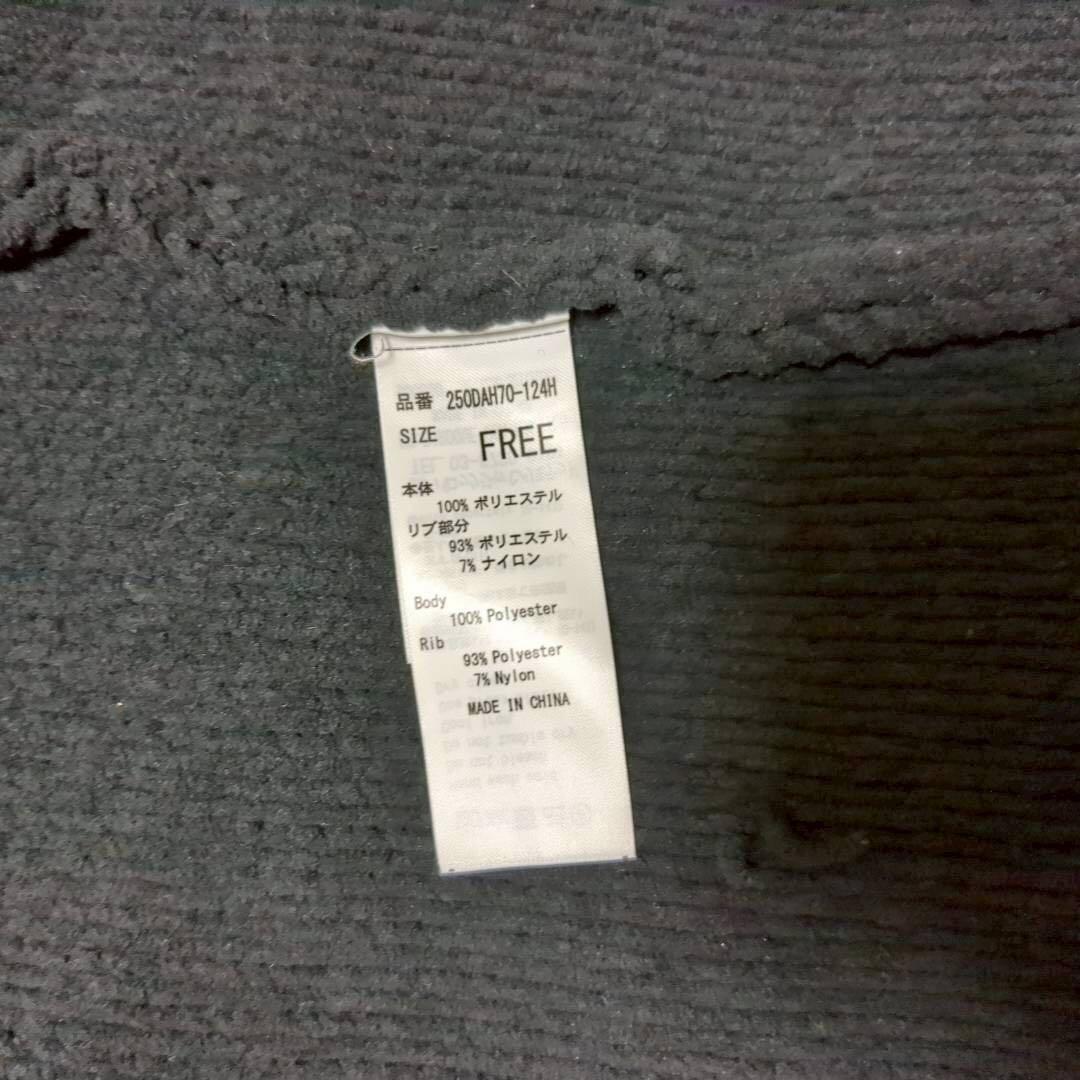 品番 250DAH70-124H
SIZE FREE
本体
100% ポリエステル
リブ部分
93% ポリエステル
7% ナイロン
Body
100% Polyester
Rib
93% Polyester
7% Nylon
MADE IN CHINA